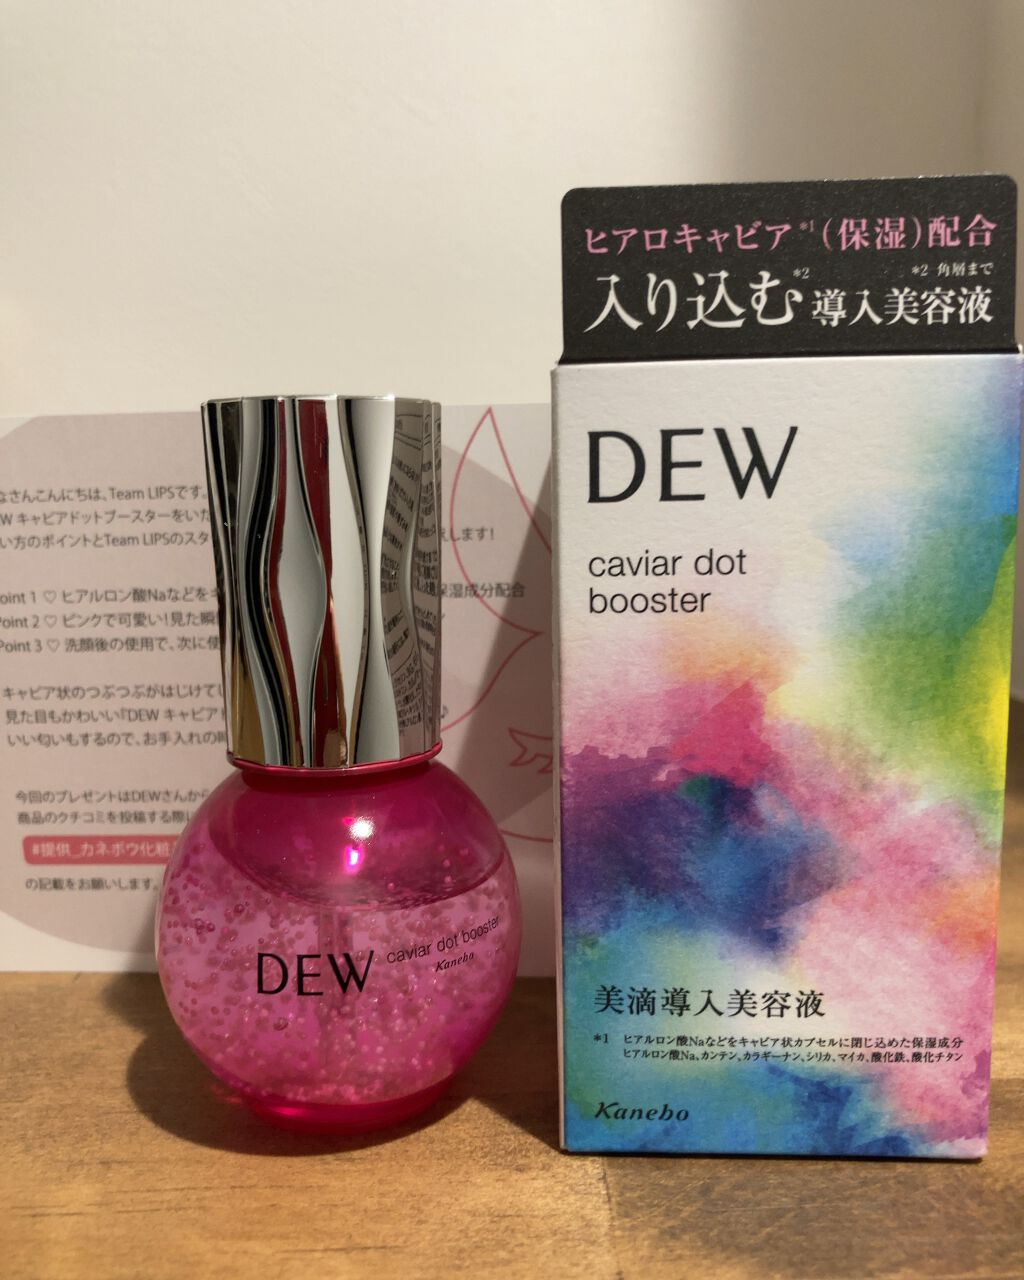 ヒアロキャビア*1(保湿)配合
*2 角層まで
入り込む*2導入美容液
DEW
caviar dot
booster
美滴導入美容液
*1 ヒアルロン酸Naなどをキャビア状カプセルに閉じ込めた保湿成分
ヒアルロン酸Na、カンテン、カラギーナン、シリカ、マイカ、酸化鉄、酸化チタン
Kanebo
DEW caviar dot booster
Kanebo
なさんこんにちは、Team LIPSです。
W キャビアドットブースターをいた
い方のポイントとTeam LIPSのスタ
えします!
oint 1 ♡ ヒアルロン酸Naなどをキ
保湿成分配合
Point 2 ♡ ピンクで可愛い!見た瞬
Point 3 ♡ 洗顔後の使用で、次に使
キャビア状のつぶつぶがはじけて
見た目もかわいい『DEW キャビア
♪
いい匂いもするので、お手入れの
今回のプレゼントはDEWさんから
商品のクチコミを投稿する際に
#提供_カネボウ化粧
の記載をお願いします。